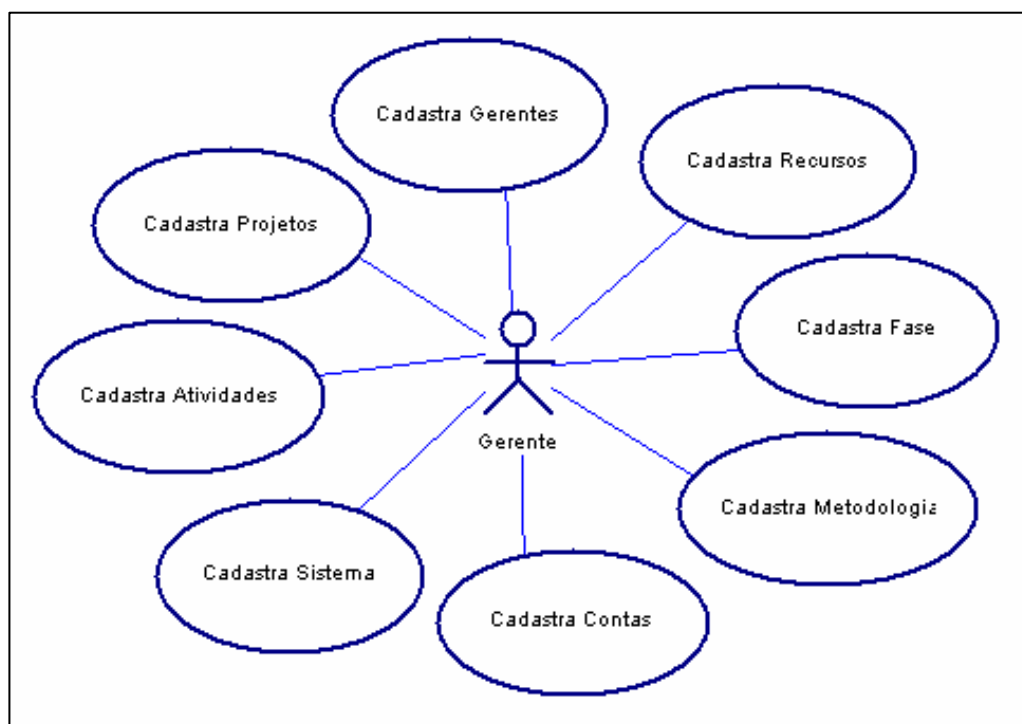 Cadastra Gerentes
Cadastra Recursos
Cadastra Projetos
Cadastra Fase
Cadastra Atividades
Gerente
Cadastra Metodologia
Cadastra Sistema
Cadastra Contas